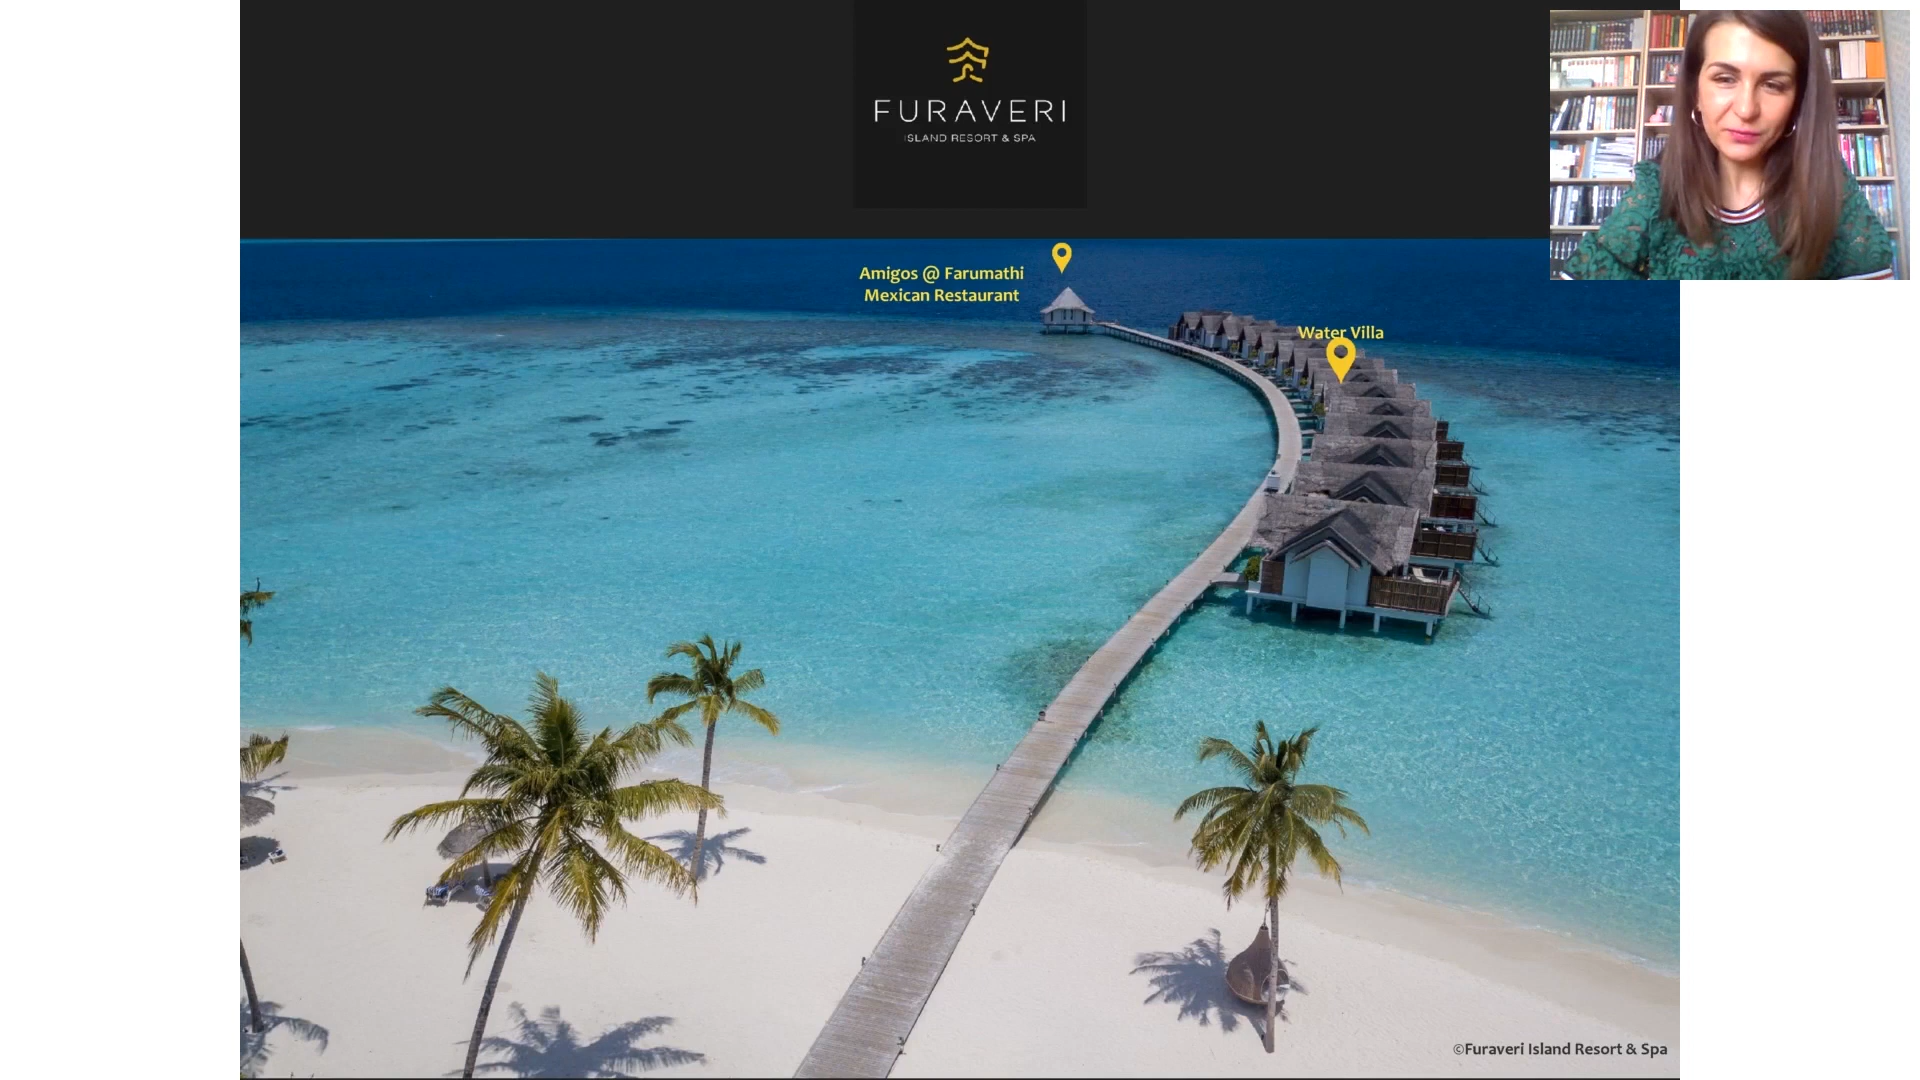 FURAVERI
ISLAND RESORT & SPA
Amigos @ Farumathi
Mexican Restaurant
Water Villa
©Furaveri Island Resort & Spa